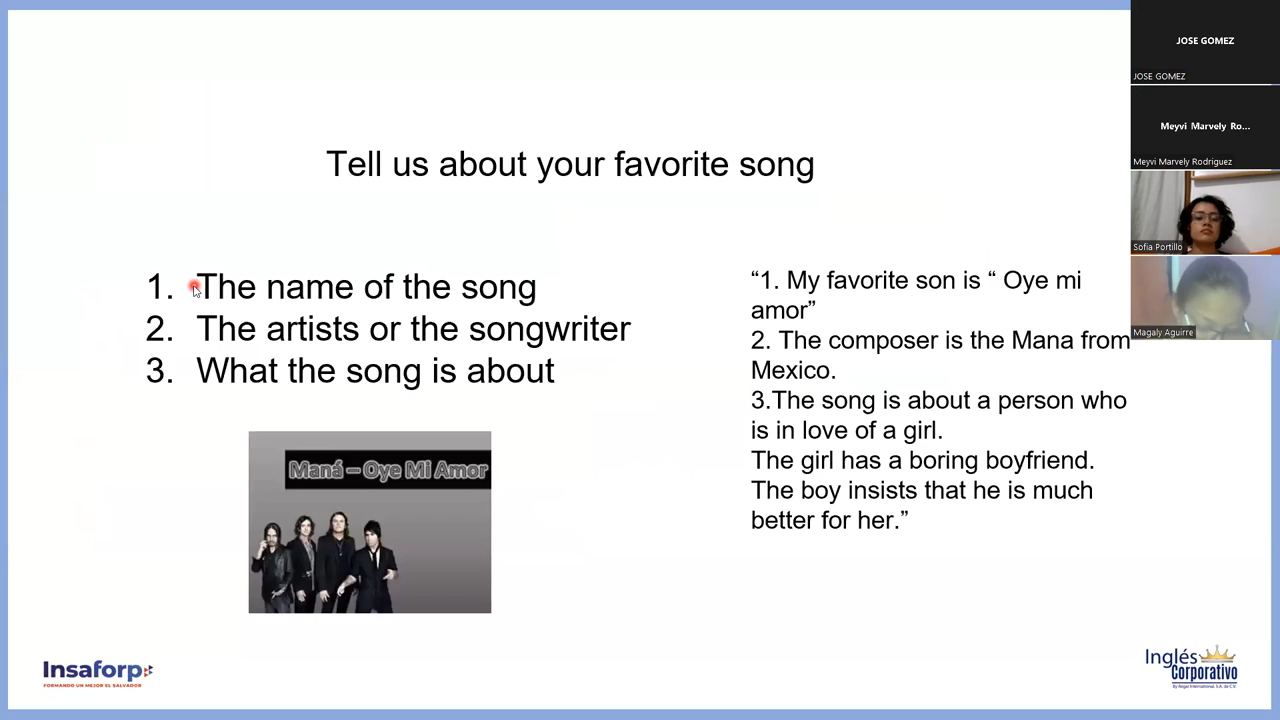 Tell us about your favorite song
1. The name of the song
2. The artists or the songwriter
3. What the song is about
Maná – Oye Mi Amor
“1. My favorite son is “ Oye mi
amor”
2. The composer is the Mana from
Mexico.
3.The song is about a person who
is in love of a girl.
The girl has a boring boyfriend.
The boy insists that he is much
better for her.”
JOSE GOMEZ
JOSE GOMEZ
Meyvi Marvely Ro...
Meyvi Marvely Rodriguez
Sofia Portillo
Magaly Aguirre
Insaforp
FORMANDO UN MEJOR EL SALVADOR
Inglés
Corporativo
By Regal International, S.A. de C.V.